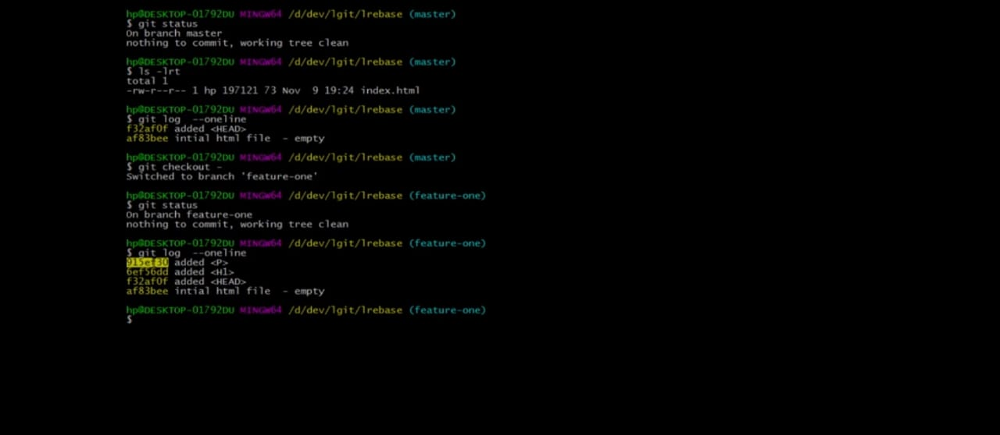 hp@DESKTOP-01792DU MINGW64 /d/dev/lgit/lrebase (master)
$ git status
On branch master
nothing to commit, working tree clean
hp@DESKTOP-01792DU MINGW64 /d/dev/lgit/lrebase (master)
$ ls -lrt
total 1
-rw-r--r-- 1 hp 197121 73 Nov  9 19:24 index.html
hp@DESKTOP-01792DU MINGW64 /d/dev/lgit/lrebase (master)
$ git log  --oneline
f32af0f added <HEAD>
af83bee intial html file  - empty
hp@DESKTOP-01792DU MINGW64 /d/dev/lgit/lrebase (master)
$ git checkout -
Switched to branch 'feature-one'
hp@DESKTOP-01792DU MINGW64 /d/dev/lgit/lrebase (feature-one)
$ git status
On branch feature-one
nothing to commit, working tree clean
hp@DESKTOP-01792DU MINGW64 /d/dev/lgit/lrebase (feature-one)
$ git log  --oneline
915ef30 added <P>
6ef56dd added <H1>
f32af0f added <HEAD>
af83bee intial html file  - empty
hp@DESKTOP-01792DU MINGW64 /d/dev/lgit/lrebase (feature-one)
$